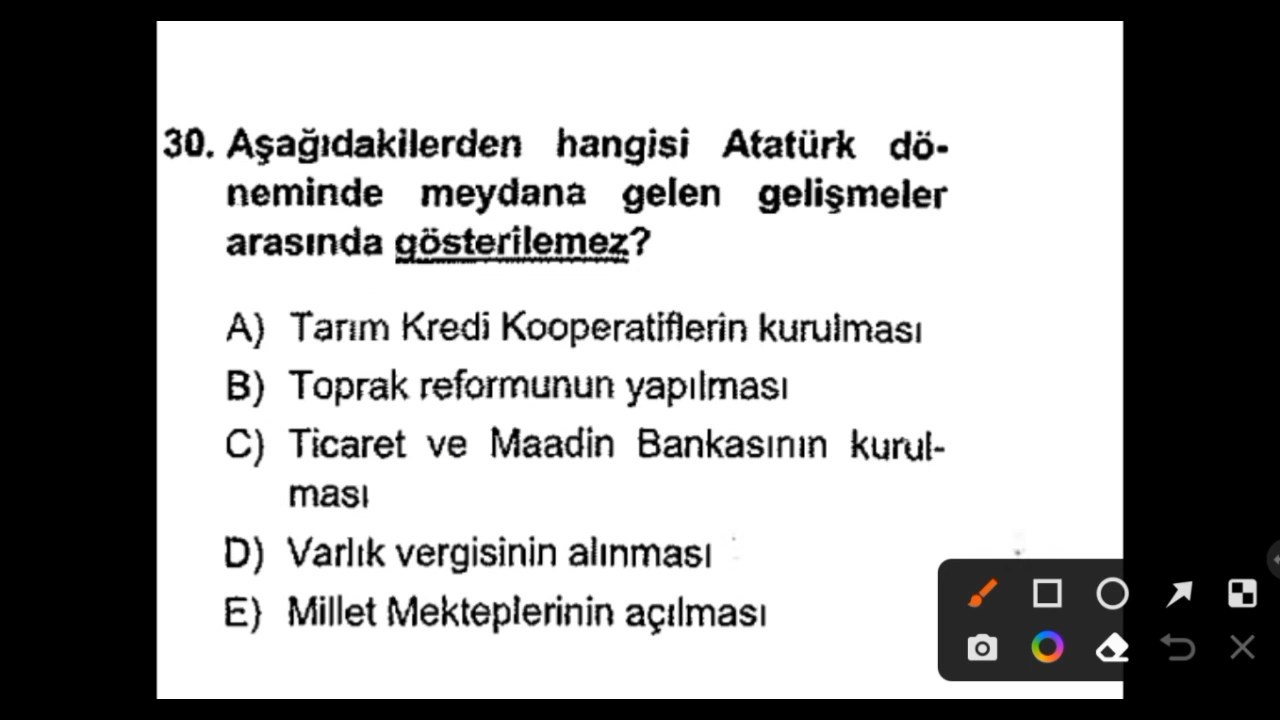 30. Aşağıdakilerden hangisi Atatürk dö-
neminde meydana gelen gelişmeler
arasında gösterilemez?
A) Tarım Kredi Kooperatiflerin kurulması
B) Toprak reformunun yapılması
C) Ticaret ve Maadin Bankasının kurul-
ması
D) Varlık vergisinin alınması
E) Millet Mekteplerinin açılması